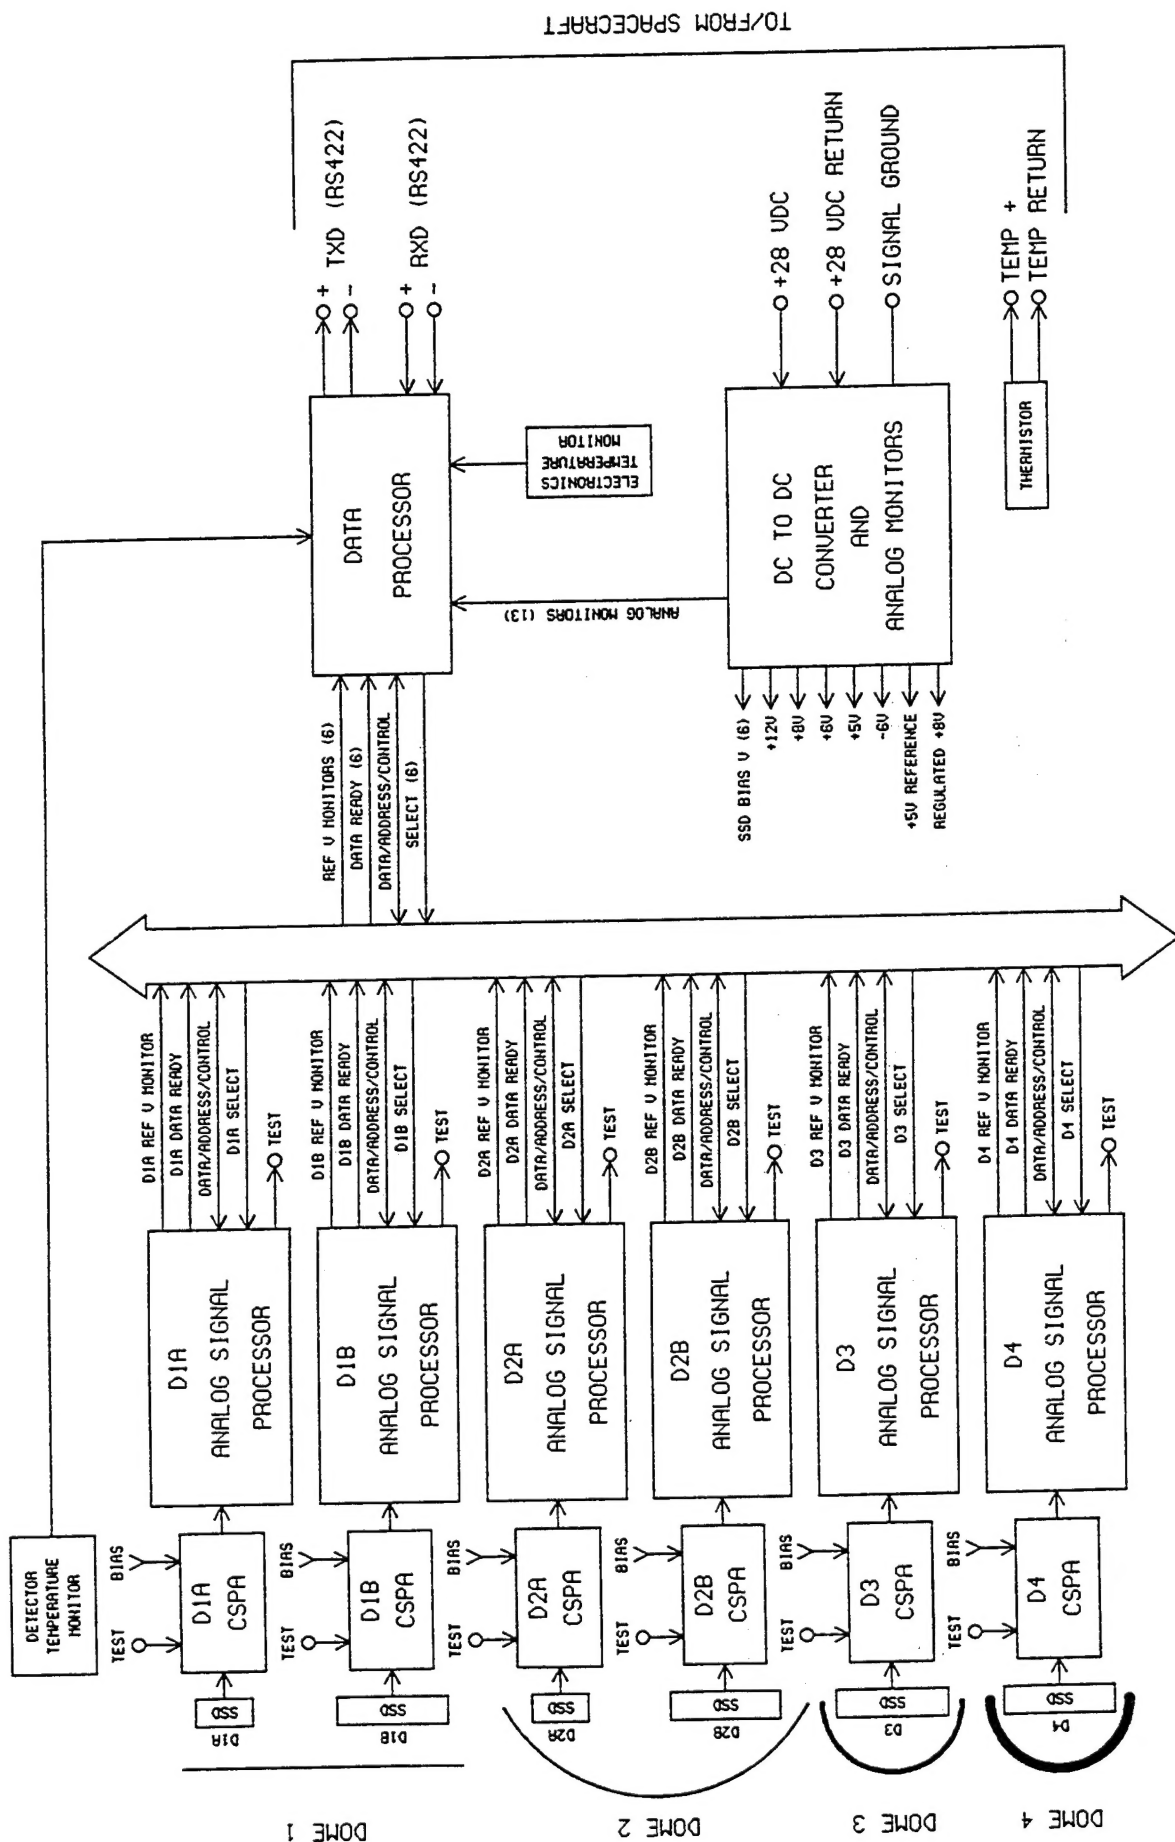 TO/FROM SPACECRAFT
DETECTOR
TEMPERATURE
MONITOR
DOME 1
D1A
SSD
TEST
BIAS
D1A
CSPA
D1A
ANALOG SIGNAL
PROCESSOR
D1A REF V MONITOR
D1A DATA READY
DATA/ADDRESS/CONTROL
D1A SELECT
TEST
D1B
SSD
TEST
BIAS
D1B
CSPA
D1B
ANALOG SIGNAL
PROCESSOR
D1B REF V MONITOR
D1B DATA READY
DATA/ADDRESS/CONTROL
D1B SELECT
TEST
DOME 2
D2A
SSD
TEST
BIAS
D2A
CSPA
D2A
ANALOG SIGNAL
PROCESSOR
D2A REF V MONITOR
D2A DATA READY
DATA/ADDRESS/CONTROL
D2A SELECT
TEST
D2B
SSD
TEST
BIAS
D2B
CSPA
D2B
ANALOG SIGNAL
PROCESSOR
D2B REF V MONITOR
D2B DATA READY
DATA/ADDRESS/CONTROL
D2B SELECT
TEST
DOME 3
D3
SSD
TEST
BIAS
D3
CSPA
D3
ANALOG SIGNAL
PROCESSOR
D3 REF V MONITOR
D3 DATA READY
DATA/ADDRESS/CONTROL
D3 SELECT
TEST
DOME 4
D4
SSD
TEST
BIAS
D4
CSPA
D4
ANALOG SIGNAL
PROCESSOR
D4 REF V MONITOR
D4 DATA READY
DATA/ADDRESS/CONTROL
D4 SELECT
TEST
REF V MONITORS (6)
DATA READY (6)
DATA/ADDRESS/CONTROL
SELECT (6)
DATA
PROCESSOR
+ TXD (RS422)
-
+ RXD (RS422)
-
ELECTRONICS
TEMPERATURE
MONITOR
ANALOG MONITORS (13)
SSD BIAS V (6)
+12V
+8V
+6V
+5V
-6V
+5V REFERENCE
REGULATED +8V
DC TO DC
CONVERTER
AND
ANALOG MONITORS
+28 VDC
+28 VDC RETURN
SIGNAL GROUND
THERMISTOR
TEMP +
TEMP RETURN